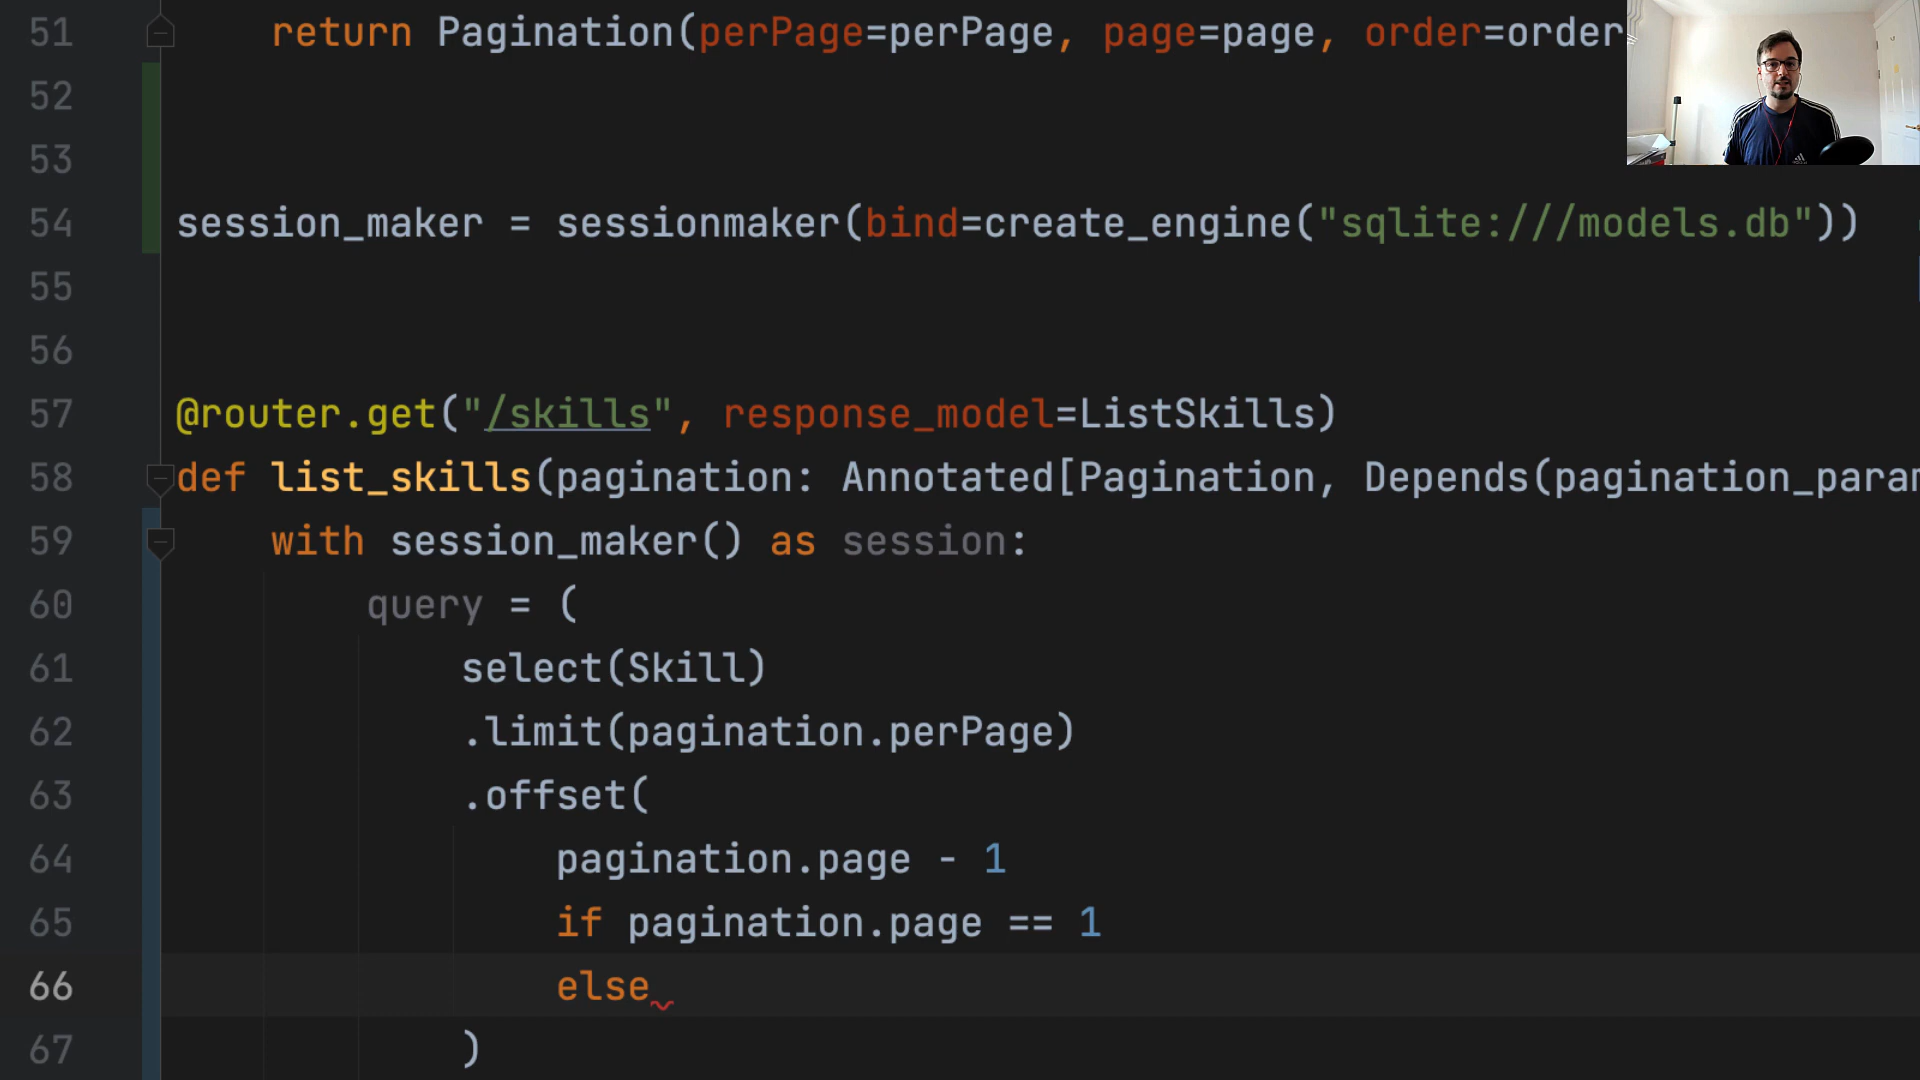 51 return Pagination(perPage=perPage, page=page, order=order
52
53
54 session_maker = sessionmaker(bind=create_engine("sqlite:///models.db"))
55
56
57 @router.get("/skills", response_model=ListSkills)
58 def list_skills(pagination: Annotated[Pagination, Depends(pagination_param
59 with session_maker() as session:
60 query = (
61 select(Skill)
62 .limit(pagination.perPage)
63 .offset(
64 pagination.page - 1
65 if pagination.page == 1
66 else
67 )